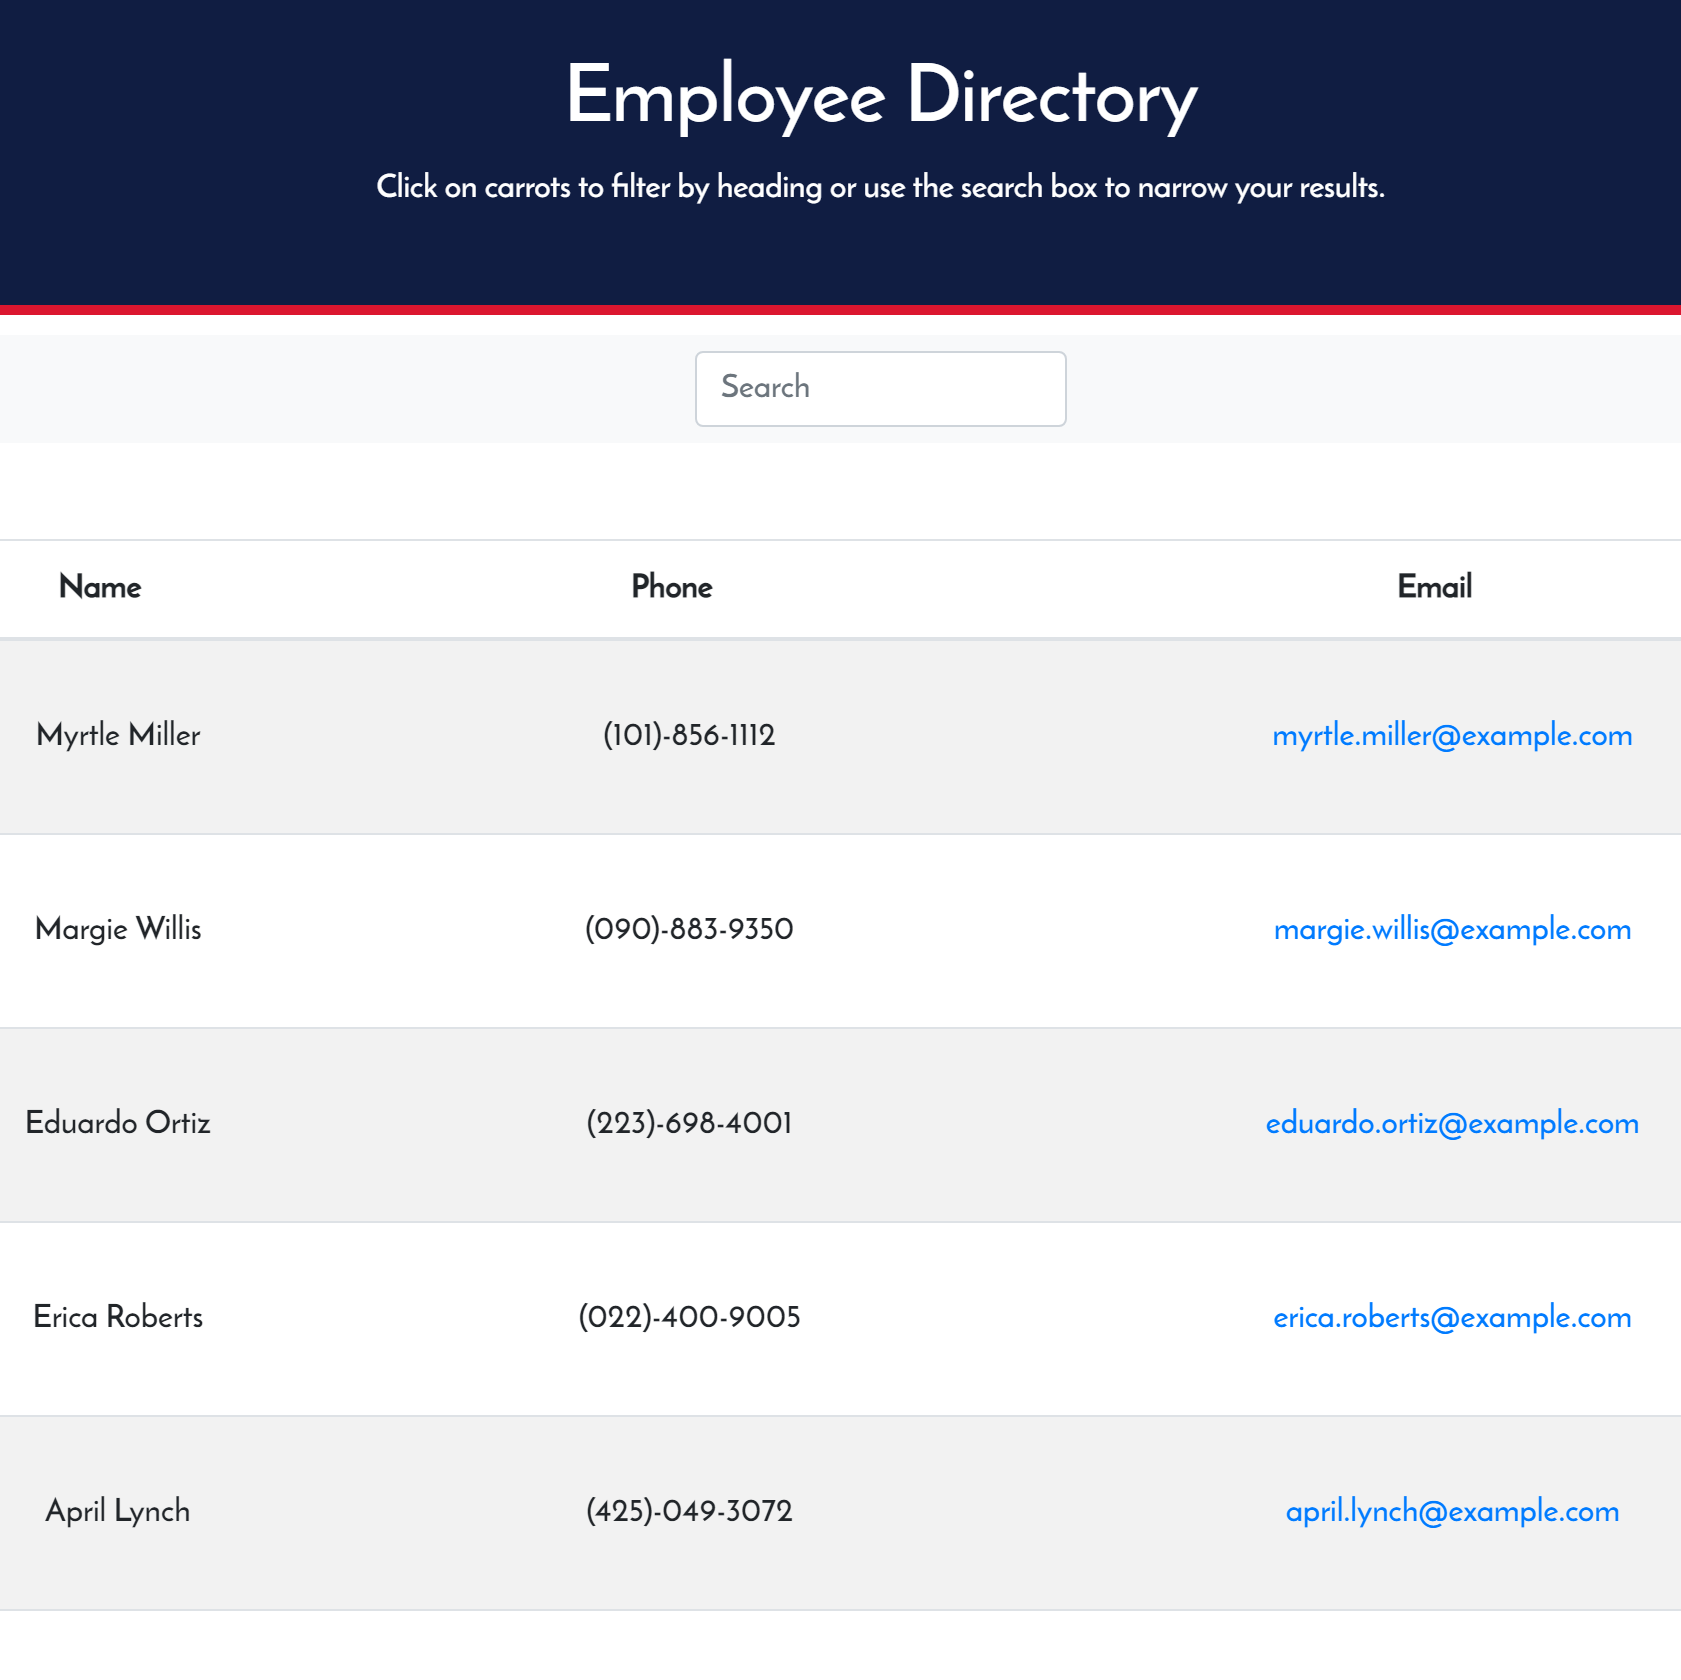 Employee Directory
Click on carrots to filter by heading or use the search box to narrow your results.
Search
Name Phone Email
Myrtle Miller (101)-856-1112 myrtle.miller@example.com
Margie Willis (090)-883-9350 margie.willis@example.com
Eduardo Ortiz (223)-698-4001 eduardo.ortiz@example.com
Erica Roberts (022)-400-9005 erica.roberts@example.com
April Lynch (425)-049-3072 april.lynch@example.com